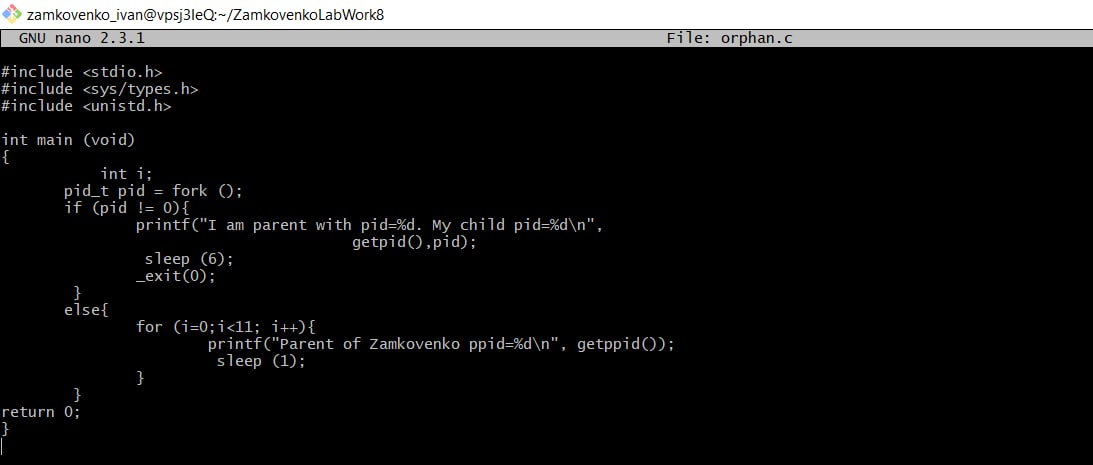 zamkovenko_ivan@vpsj3IeQ:~/ZamkovenkoLabWork8
GNU nano 2.3.1 File: orphan.c
#include <stdio.h>
#include <sys/types.h>
#include <unistd.h>
int main (void)
{
int i;
pid_t pid = fork ();
if (pid != 0){
printf("I am parent with pid=%d. My child pid=%d\n",
getpid(),pid);
sleep (6);
_exit(0);
}
else{
for (i=0;i<11; i++){
printf("Parent of Zamkovenko ppid=%d\n", getppid());
sleep (1);
}
}
return 0;
}